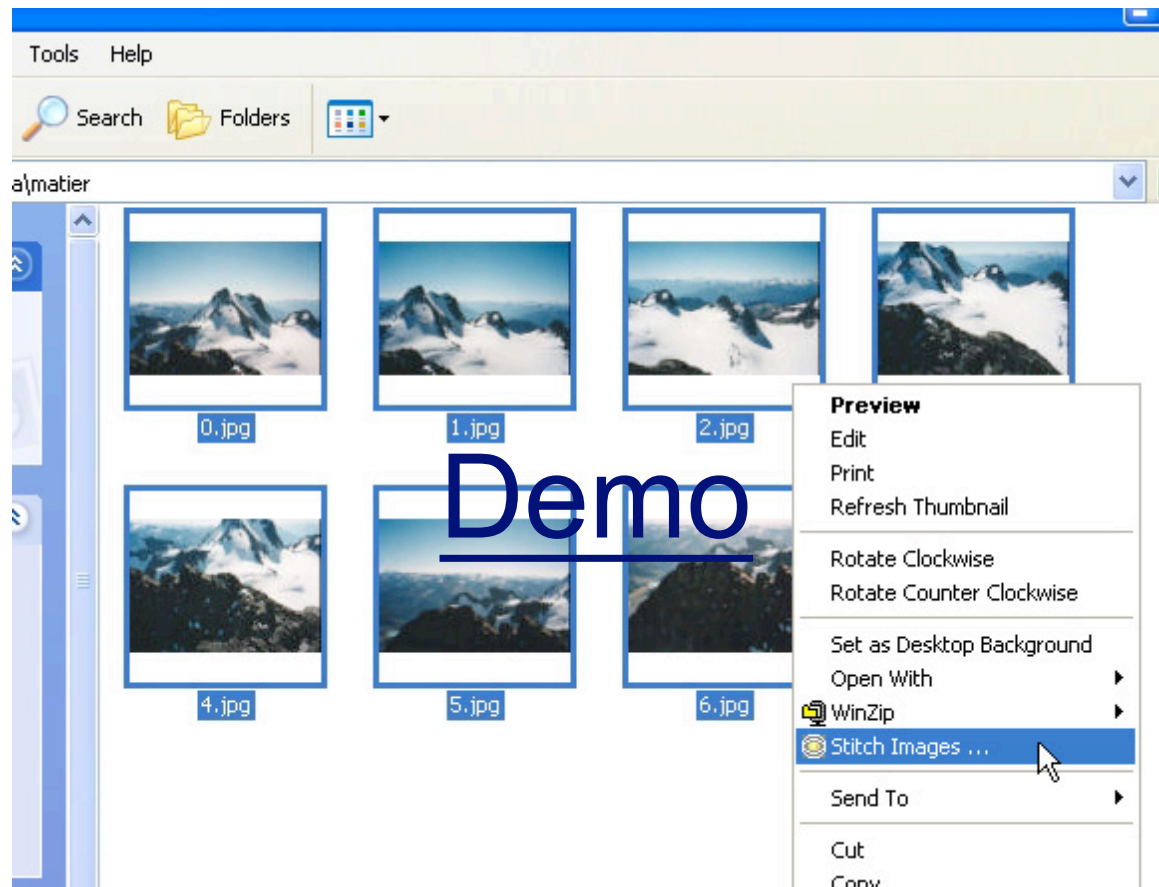 Tools Help
Search Folders
a\matier
0.jpg 1.jpg 2.jpg
Demo
4.jpg 5.jpg 6.jpg
Preview
Edit
Print
Refresh Thumbnail
Rotate Clockwise
Rotate Counter Clockwise
Set as Desktop Background
Open With
WinZip
Stitch Images ...
Send To
Cut
Copy